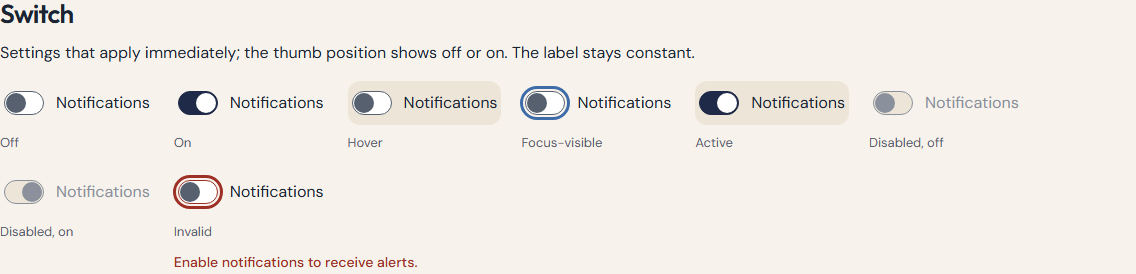 Switch
Settings that apply immediately; the thumb position shows off or on. The label stays constant.
Notifications Notifications Notifications Notifications Notifications Notifications
Off On Hover Focus-visible Active Disabled, off
Notifications Notifications
Disabled, on Invalid
Enable notifications to receive alerts.